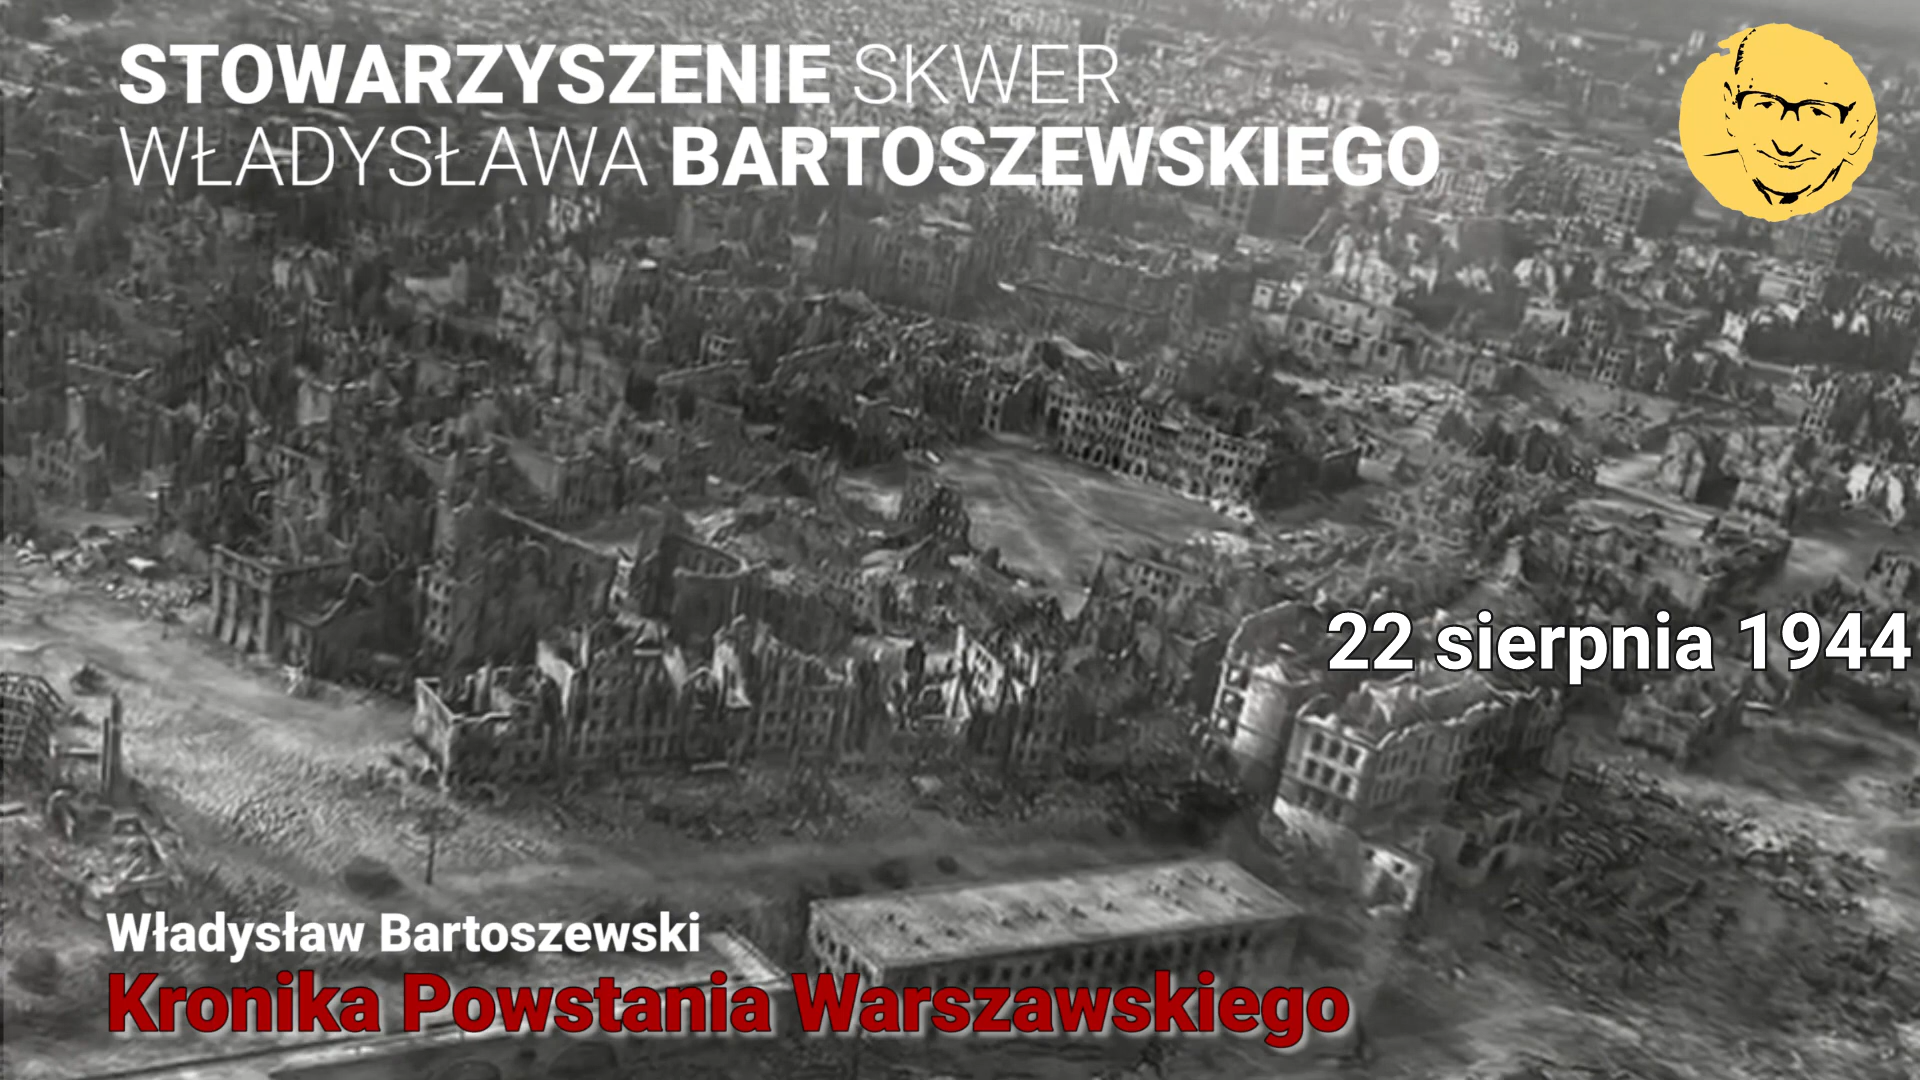 STOWARZYSZENIE SKWER
WŁADYSŁAWA BARTOSZEWSKIEGO
22 sierpnia 1944
Władysław Bartoszewski
Kronika Powstania Warszawskiego